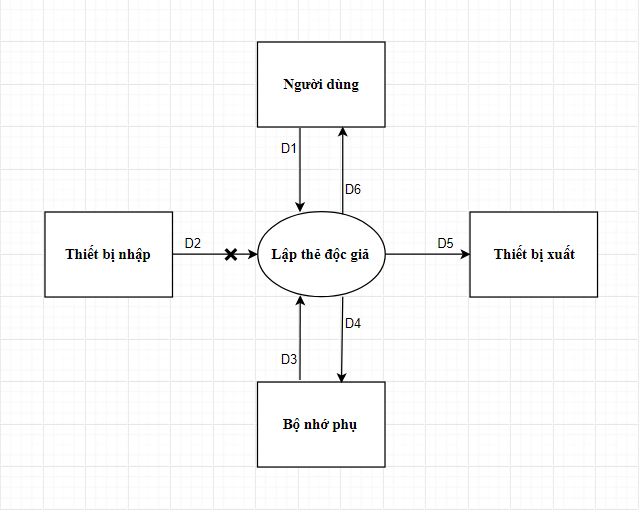 Người dùng
D1
D6
Thiết bị nhập
D2
Lập thẻ độc giả
D5
Thiết bị xuất
D4
D3
Bộ nhớ phụ